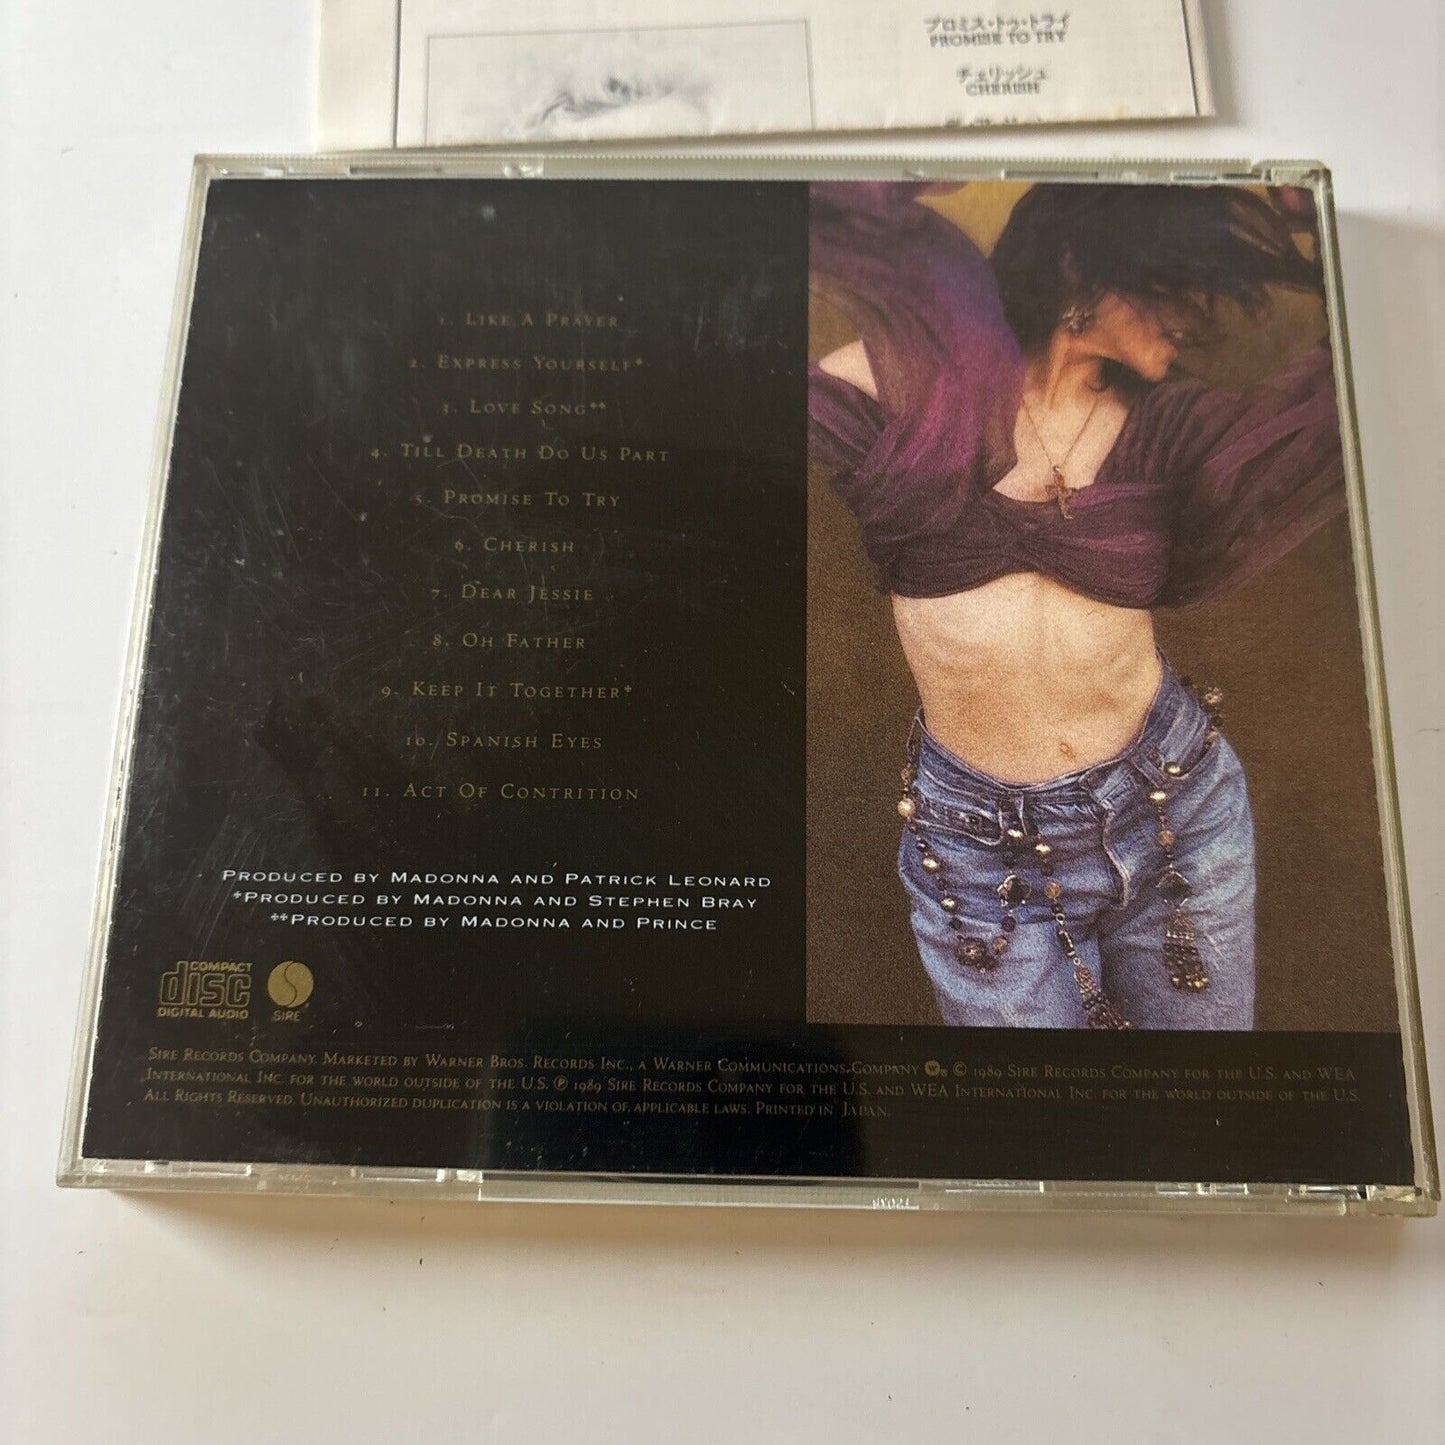 プロミス・トゥ・トライ
PROMISE TO TRY
チェリッシュ
CHERISH
1. LIKE A PRAYER
2. EXPRESS YOURSELF*
3. LOVE SONG**
4. TILL DEATH DO US PART
5. PROMISE TO TRY
6. CHERISH
7. DEAR JESSIE
8. OH FATHER
9. KEEP IT TOGETHER*
10. SPANISH EYES
11. ACT OF CONTRITION
PRODUCED BY MADONNA AND PATRICK LEONARD
*PRODUCED BY MADONNA AND STEPHEN BRAY
**PRODUCED BY MADONNA AND PRINCE
COMPACT
disc
DIGITAL AUDIO
S
SIRE
SIRE RECORDS COMPANY. MARKETED BY WARNER BROS. RECORDS INC., A WARNER COMMUNICATIONS COMPANY W ® © 1989 SIRE RECORDS COMPANY FOR THE U.S. AND WEA
INTERNATIONAL INC. FOR THE WORLD OUTSIDE OF THE U.S. ℗ 1989 SIRE RECORDS COMPANY FOR THE U.S. AND WEA INTERNATIONAL INC. FOR THE WORLD OUTSIDE OF THE U.S.
ALL RIGHTS RESERVED. UNAUTHORIZED DUPLICATION IS A VIOLATION OF APPLICABLE LAWS. PRINTED IN JAPAN.